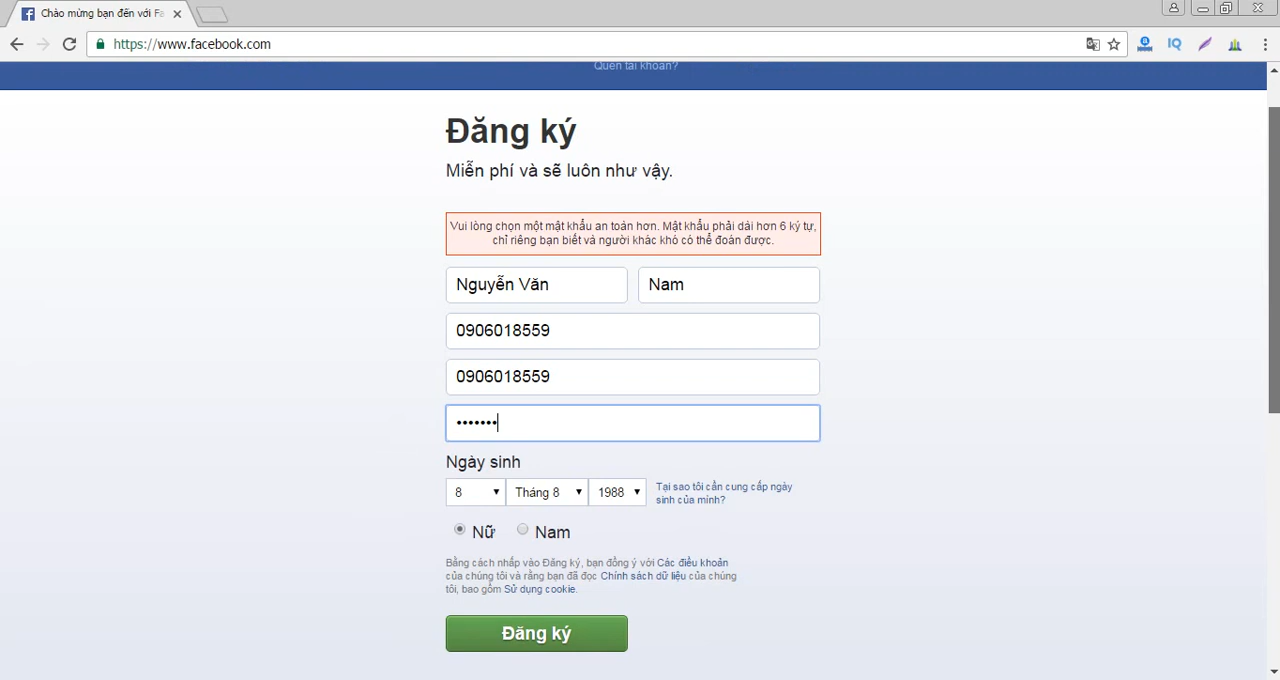 Chào mừng bạn đến với Fa
https://www.facebook.com
IQ
Quên tài khoản?
Đăng ký
Miễn phí và sẽ luôn như vậy.
Vui lòng chọn một mật khẩu an toàn hơn. Mật khẩu phải dài hơn 6 ký tự,
chỉ riêng bạn biết và người khác khó có thể đoán được.
Nguyễn Văn Nam
0906018559
0906018559
•••••••
Ngày sinh
8 Tháng 8 1988 Tại sao tôi cần cung cấp ngày
sinh của mình?
Nữ Nam
Bằng cách nhấp vào Đăng ký, bạn đồng ý với Các điều khoản
của chúng tôi và rằng bạn đã đọc Chính sách dữ liệu của chúng
tôi, bao gồm Sử dụng cookie.
Đăng ký